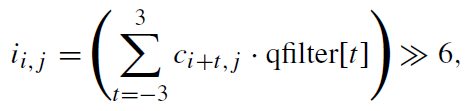 i_{i,j} = \left( \sum_{t=-3}^{3} c_{i+t,j} \cdot \text{qfilter}[t] \right) \gg 6,